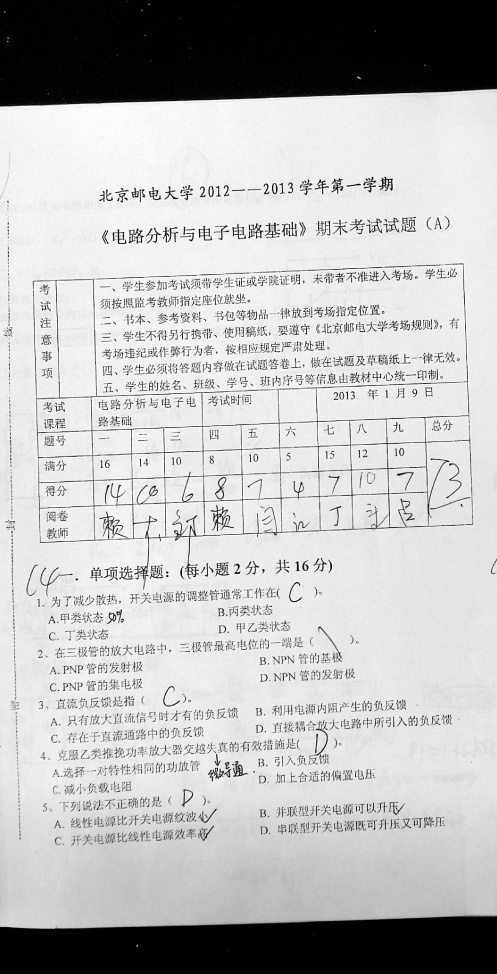 北京邮电大学 2012——2013 学年第一学期
《电路分析与电子电路基础》期末考试试题（A）
考试注意事项
一、学生参加考试须带学生证或学院证明，未带者不准进入考场。学生必
须按照监考教师指定座位就坐。
二、书本、参考资料、书包等物品一律放到考场指定位置。
三、学生不得另行携带、使用稿纸，要遵守《北京邮电大学考场规则》，有
考场违纪或作弊行为者，按相应规定严肃处理。
四、学生必须将答题内容做在试题答卷上，做在试题及草稿纸上一律无效。
五、学生的姓名、班级、学号、班内序号等信息由教材中心统一印制。
考试课程 电路分析与电子电路基础 考试时间 2013 年 1 月 9 日
题号 一 二 三 四 五 六 七 八 九 总分
满分 16 14 10 8 10 5 15 12 10
得分 14 6 8 7 4 7 10 7 73
阅卷教师 赖 赖 闫 丁
14 一．单项选择题：(每小题 2 分，共 16 分)
1. 为了减少散热，开关电源的调整管通常工作在( C )。
A.甲类状态 50% B.丙类状态
C. 丁类状态 D. 甲乙类状态
2、在三极管的放大电路中，三极管最高电位的一端是（ ）。
A. PNP 管的发射极 B. NPN 管的基极
C. PNP 管的集电极 D. NPN 管的发射极
3、直流负反馈是指（ C ）。
A. 只有放大直流信号时才有的负反馈 B. 利用电源内阻产生的负反馈
C. 存在于直流通路中的负反馈 D. 直接耦合放大电路中所引入的负反馈
4、克服乙类推挽功率放大器交越失真的有效措施是( D )。
A.选择一对特性相同的功放管 微导通 B. 引入负反馈
C. 减小负载电阻 D. 加上合适的偏置电压
5、下列说法不正确的是（ D ）。
A. 线性电源比开关电源纹波小 B. 并联型开关电源可以升压
C. 开关电源比线性电源效率高 D. 串联型开关电源既可升压又可降压